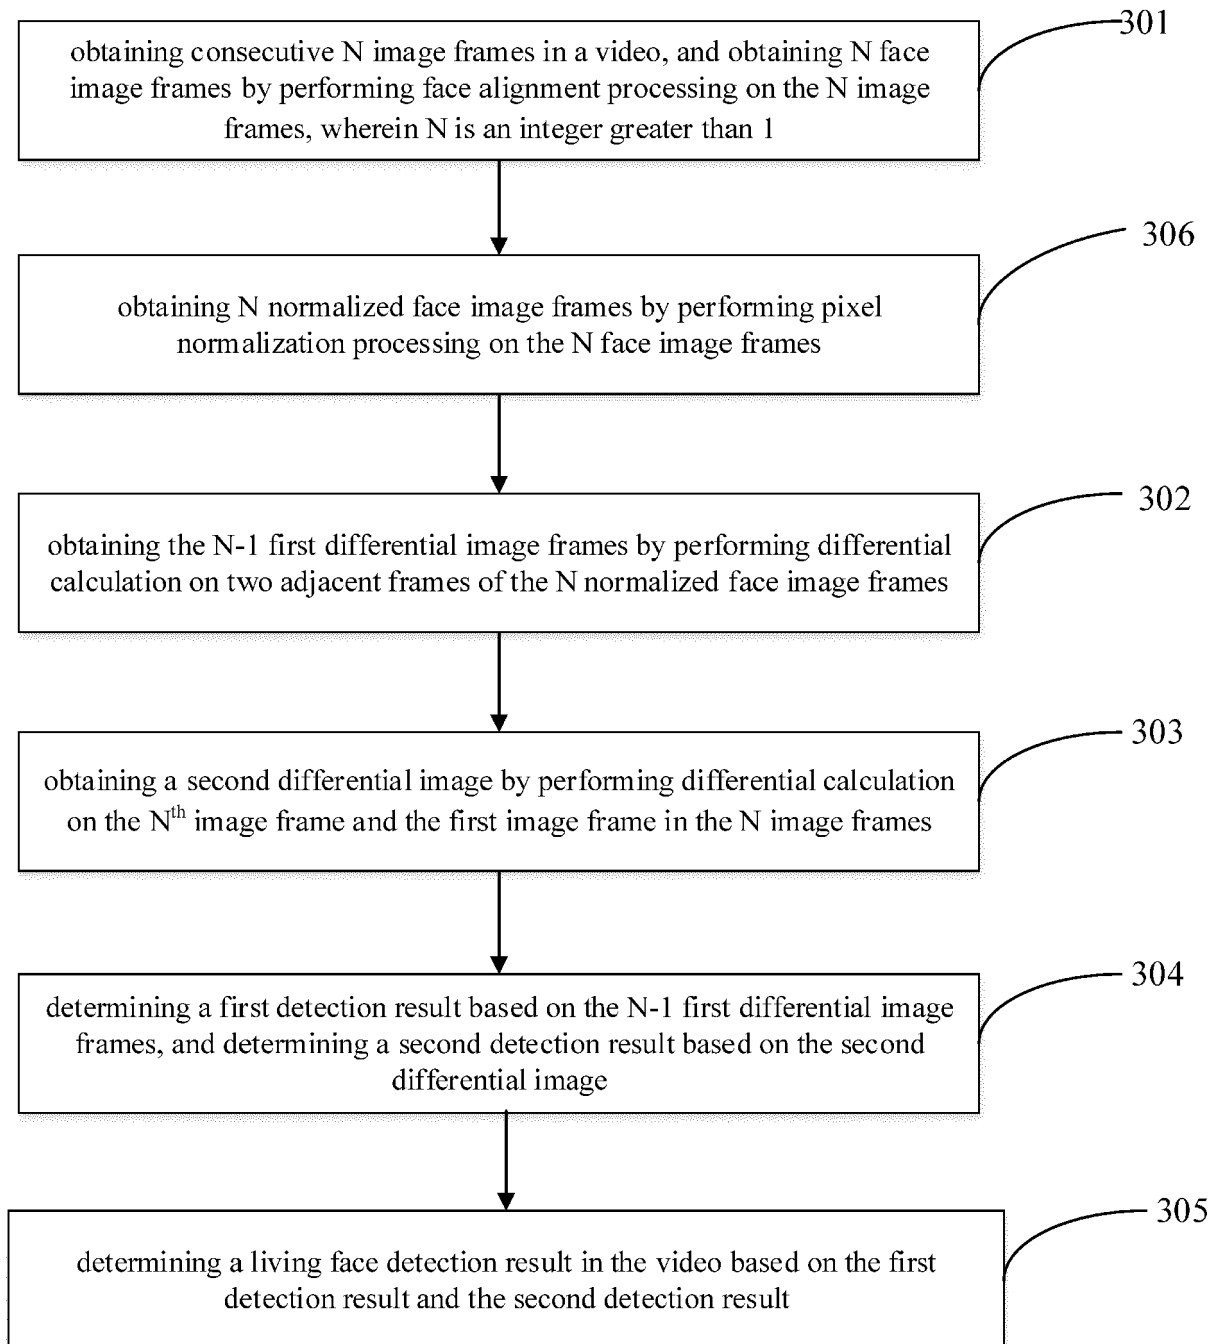 301
obtaining consecutive N image frames in a video, and obtaining N face
image frames by performing face alignment processing on the N image
frames, wherein N is an integer greater than 1
306
obtaining N normalized face image frames by performing pixel
normalization processing on the N face image frames
302
obtaining the N-1 first differential image frames by performing differential
calculation on two adjacent frames of the N normalized face image frames
303
obtaining a second differential image by performing differential calculation
on the Nth image frame and the first image frame in the N image frames
304
determining a first detection result based on the N-1 first differential image
frames, and determining a second detection result based on the second
differential image
305
determining a living face detection result in the video based on the first
detection result and the second detection result